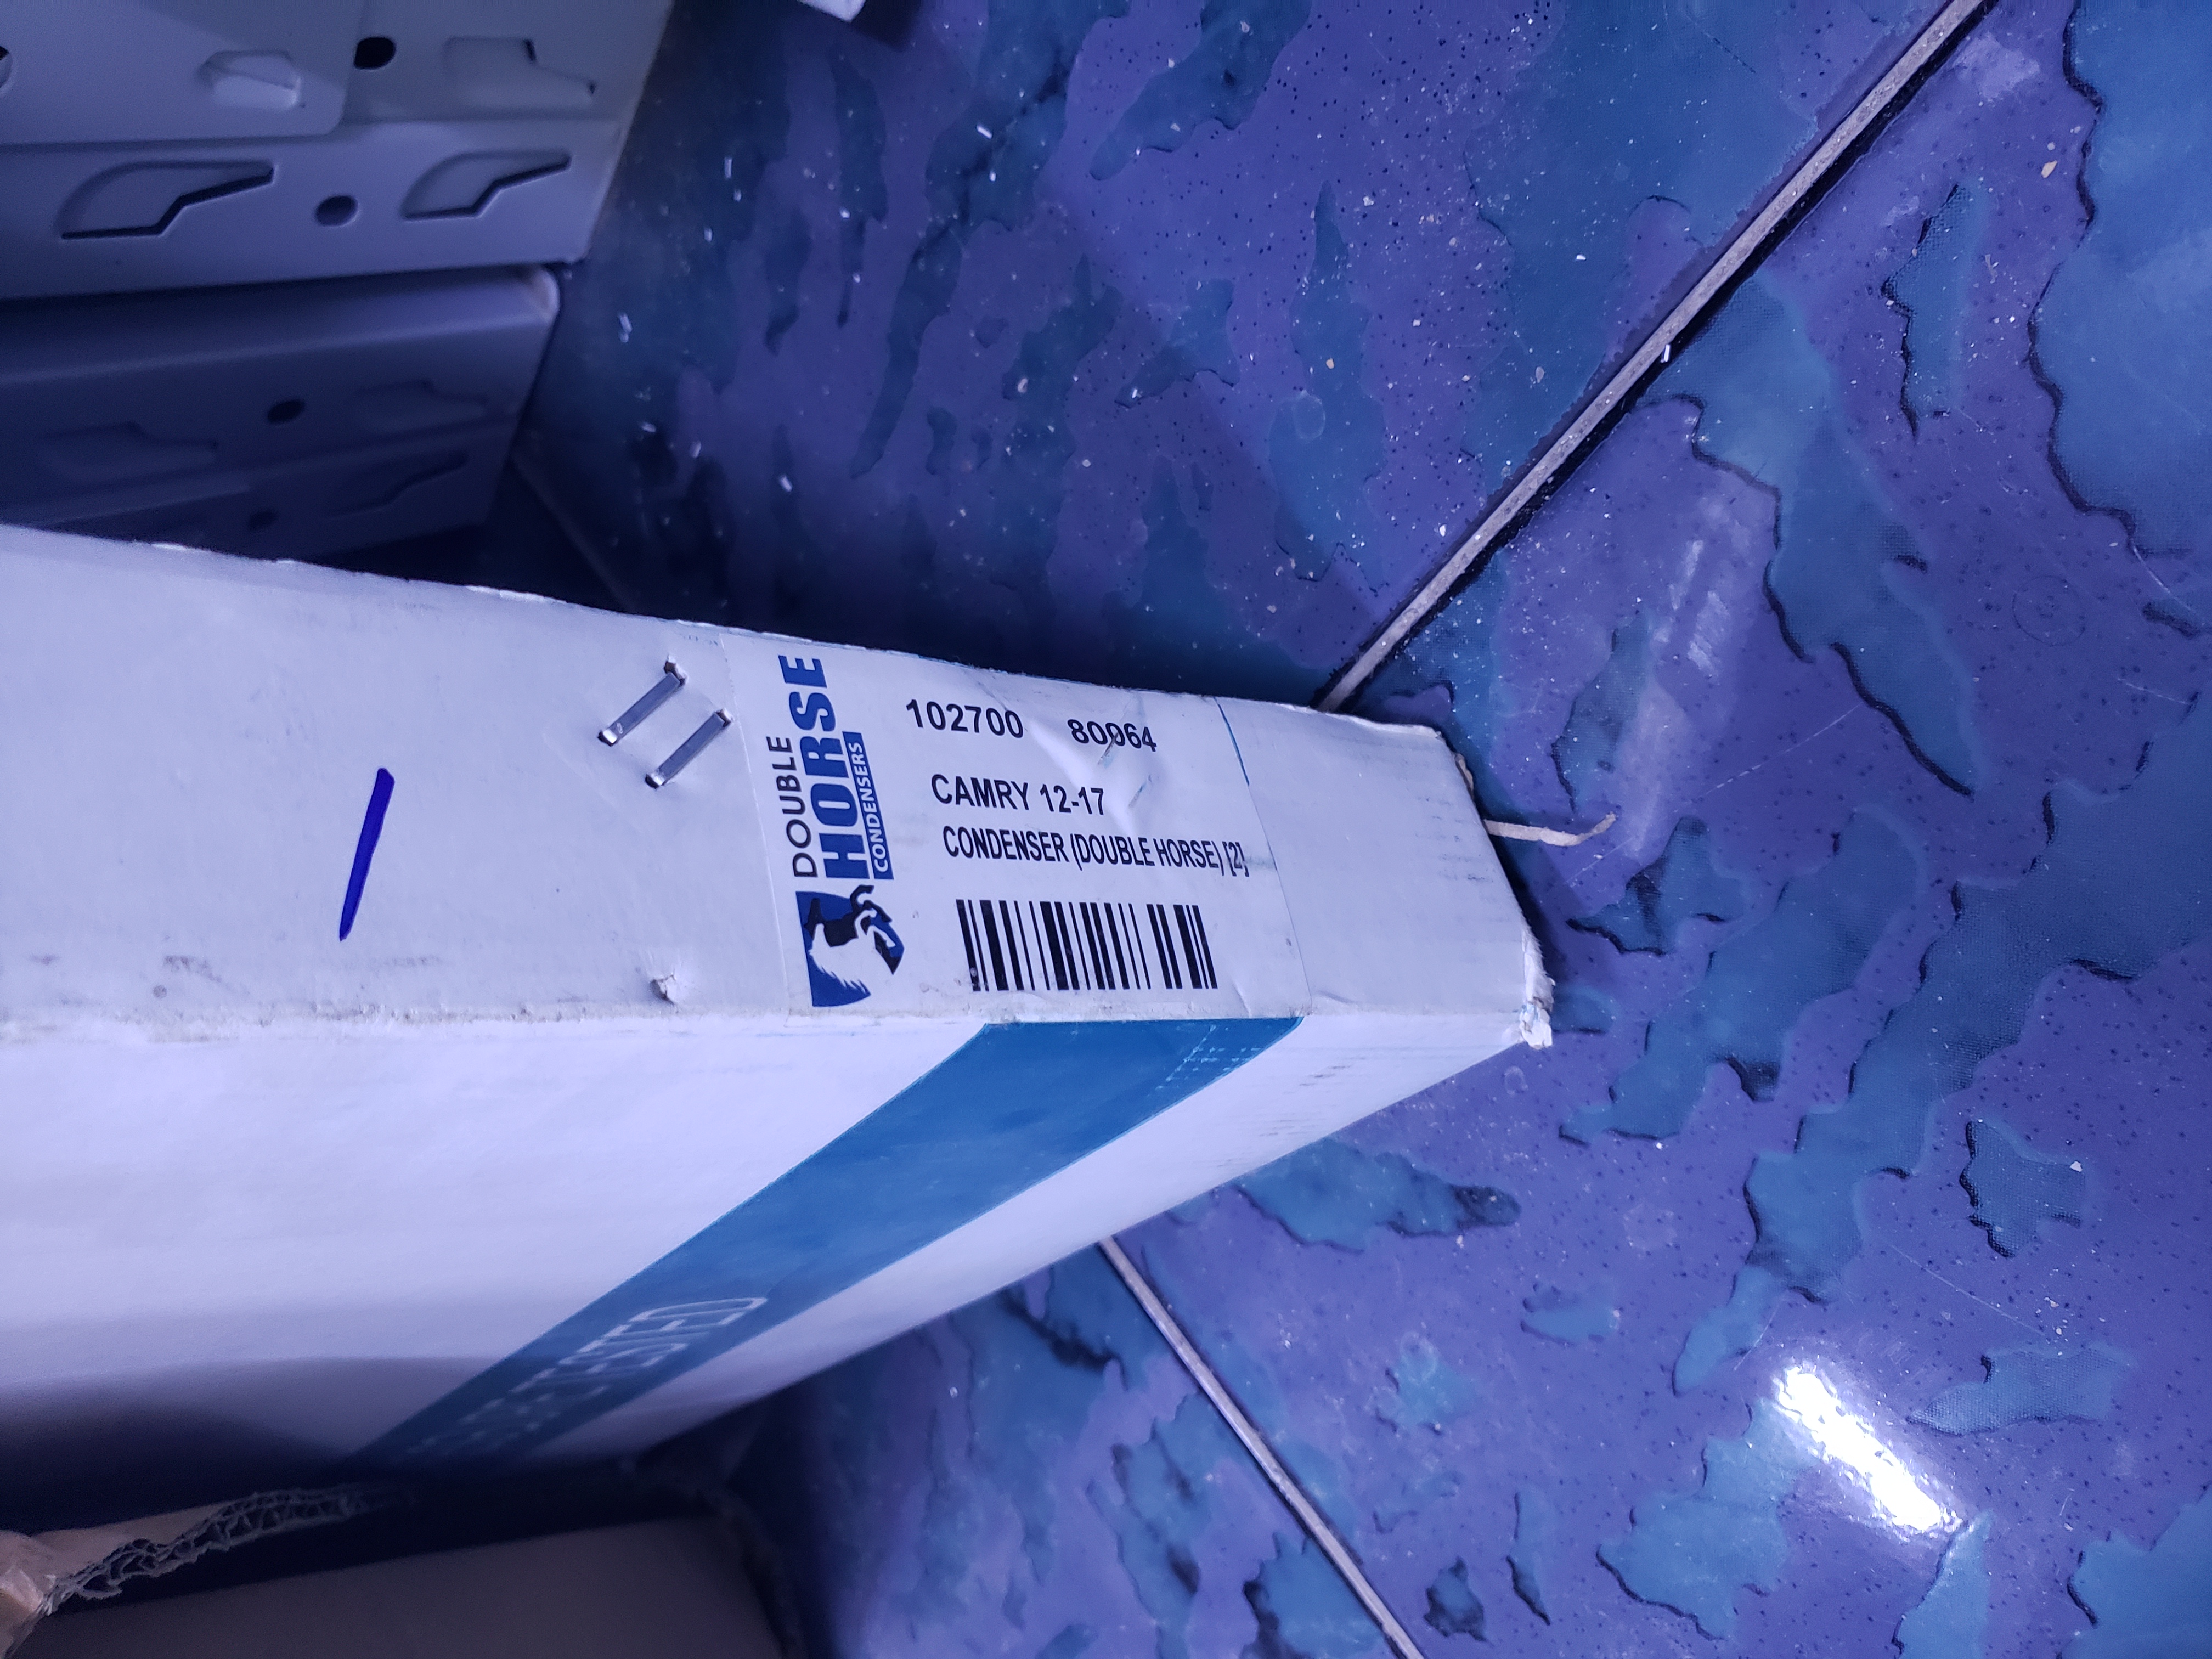 DOUBLE
HORSE
CONDENSERS
102700 80064
CAMRY 12-17
CONDENSER (DOUBLE HORSE) [2]